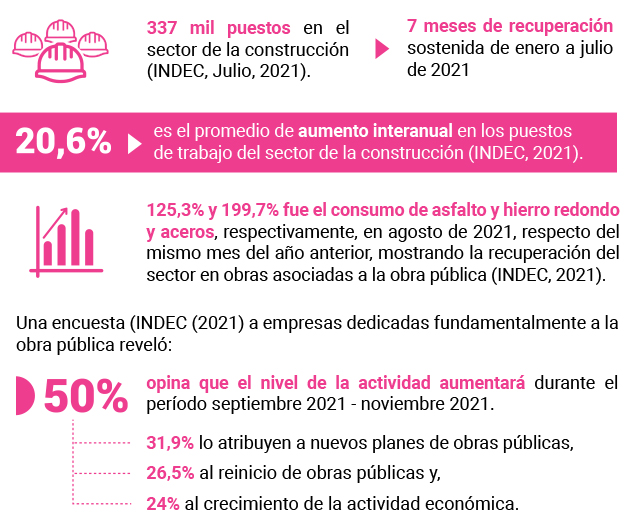 337 mil puestos en el
sector de la construcción
(INDEC, Julio, 2021).
7 meses de recuperación
sostenida de enero a julio
de 2021
20,6%
es el promedio de aumento interanual en los puestos
de trabajo del sector de la construcción (INDEC, 2021).
125,3% y 199,7% fue el consumo de asfalto y hierro redondo
y aceros, respectivamente, en agosto de 2021, respecto del
mismo mes del año anterior, mostrando la recuperación del
sector en obras asociadas a la obra pública (INDEC, 2021).
Una encuesta (INDEC (2021) a empresas dedicadas fundamentalmente a la
obra pública reveló:
50%
opina que el nivel de la actividad aumentará durante el
período septiembre 2021 - noviembre 2021.
31,9% lo atribuyen a nuevos planes de obras públicas,
26,5% al reinicio de obras públicas y,
24% al crecimiento de la actividad económica.